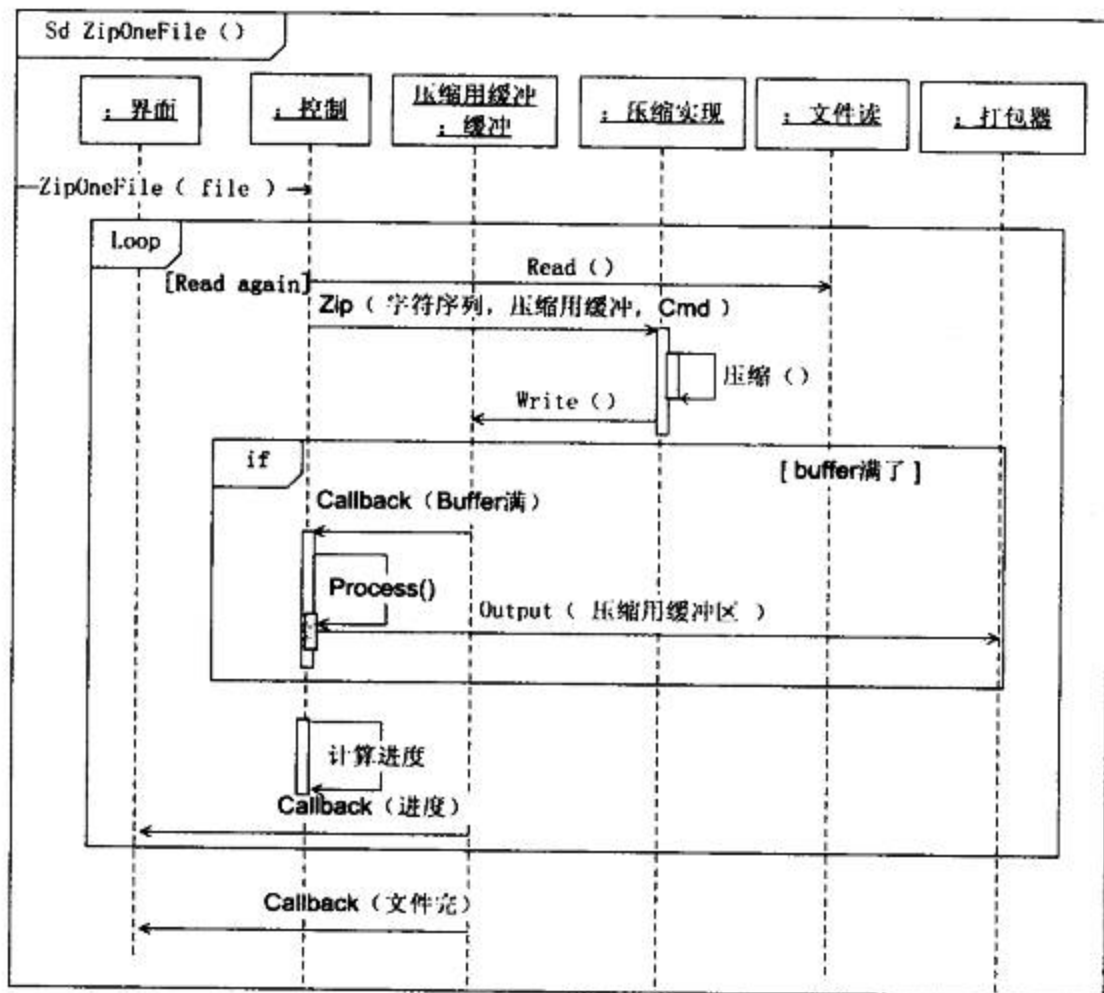 Sd ZipOneFile ( )
: 界面
: 控制
压缩用缓冲
: 缓冲
: 压缩实现
: 文件读
: 打包器
ZipOneFile ( file )
Loop
[Read again]
Read ( )
Zip ( 字符序列, 压缩用缓冲, Cmd )
压缩 ( )
Write ( )
if
[ buffer满了 ]
Callback (Buffer满)
Process()
Output ( 压缩用缓冲区 )
计算进度
Callback (进度)
Callback (文件完)